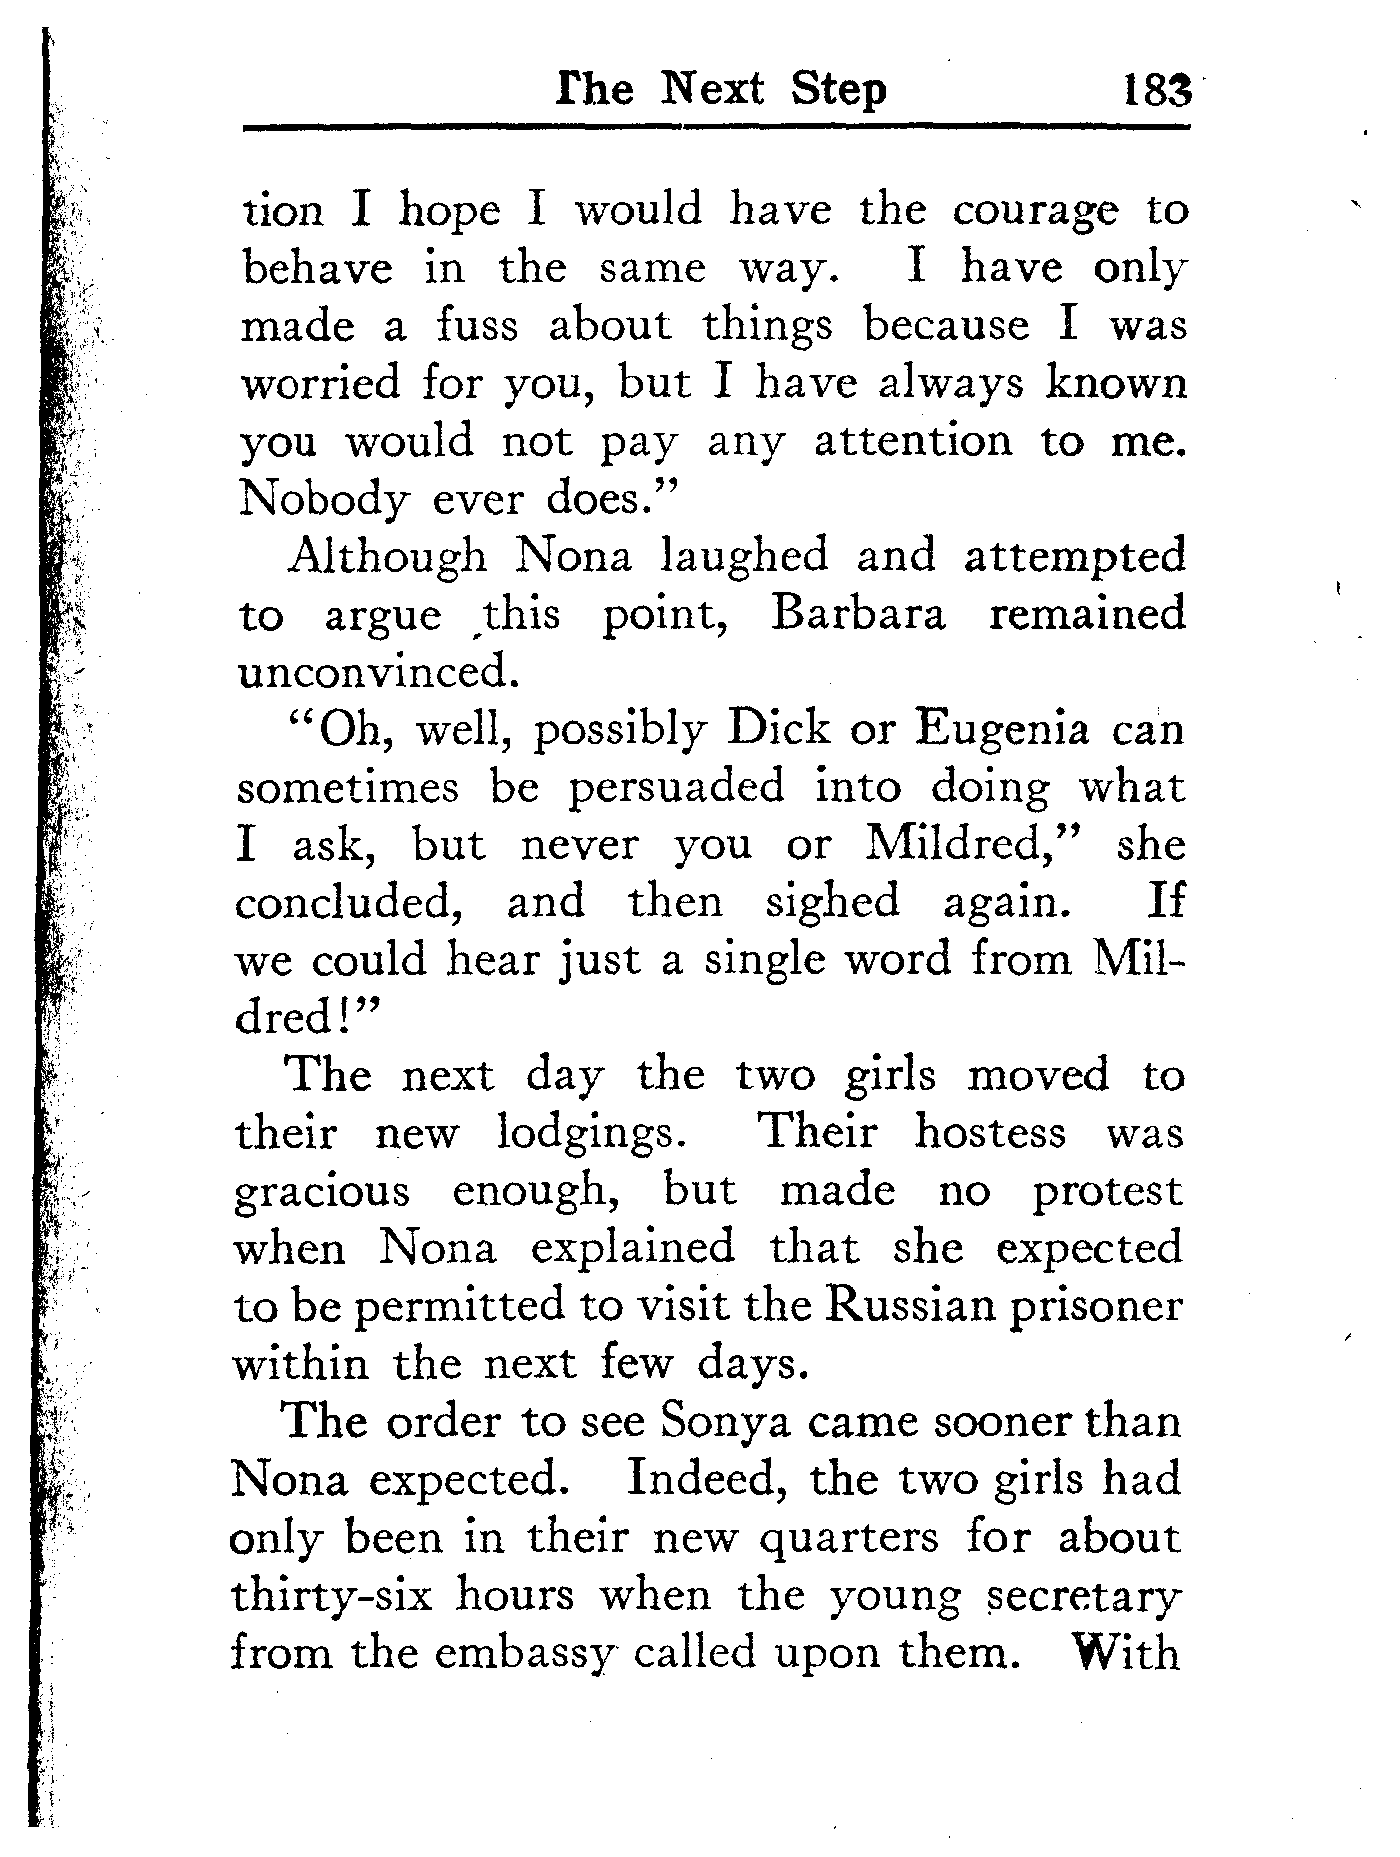 The Next Step 183
tion I hope I would have the courage to
behave in the same way. I have only
made a fuss about things because I was
worried for you, but I have always known
you would not pay any attention to me.
Nobody ever does.”
Although Nona laughed and attempted
to argue this point, Barbara remained
unconvinced.
“Oh, well, possibly Dick or Eugenia can
sometimes be persuaded into doing what
I ask, but never you or Mildred,” she
concluded, and then sighed again. If
we could hear just a single word from Mil-
dred!”
The next day the two girls moved to
their new lodgings. Their hostess was
gracious enough, but made no protest
when Nona explained that she expected
to be permitted to visit the Russian prisoner
within the next few days.
The order to see Sonya came sooner than
Nona expected. Indeed, the two girls had
only been in their new quarters for about
thirty-six hours when the young secretary
from the embassy called upon them. With